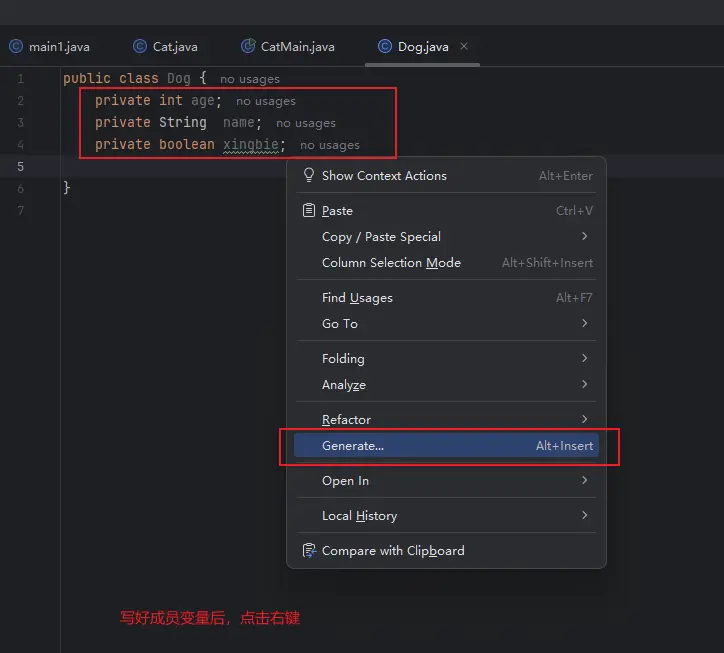 main1.java Cat.java CatMain.java Dog.java ×
1 public class Dog { no usages
2 private int age; no usages
3 private String name; no usages
4 private boolean xingbie; no usages
5
6 }
7
Show Context Actions Alt+Enter
Paste Ctrl+V
Copy / Paste Special
Column Selection Mode Alt+Shift+Insert
Find Usages Alt+F7
Go To
Folding
Analyze
Refactor
Generate... Alt+Insert
Open In
Local History
Compare with Clipboard
写好成员变量后，点击右键